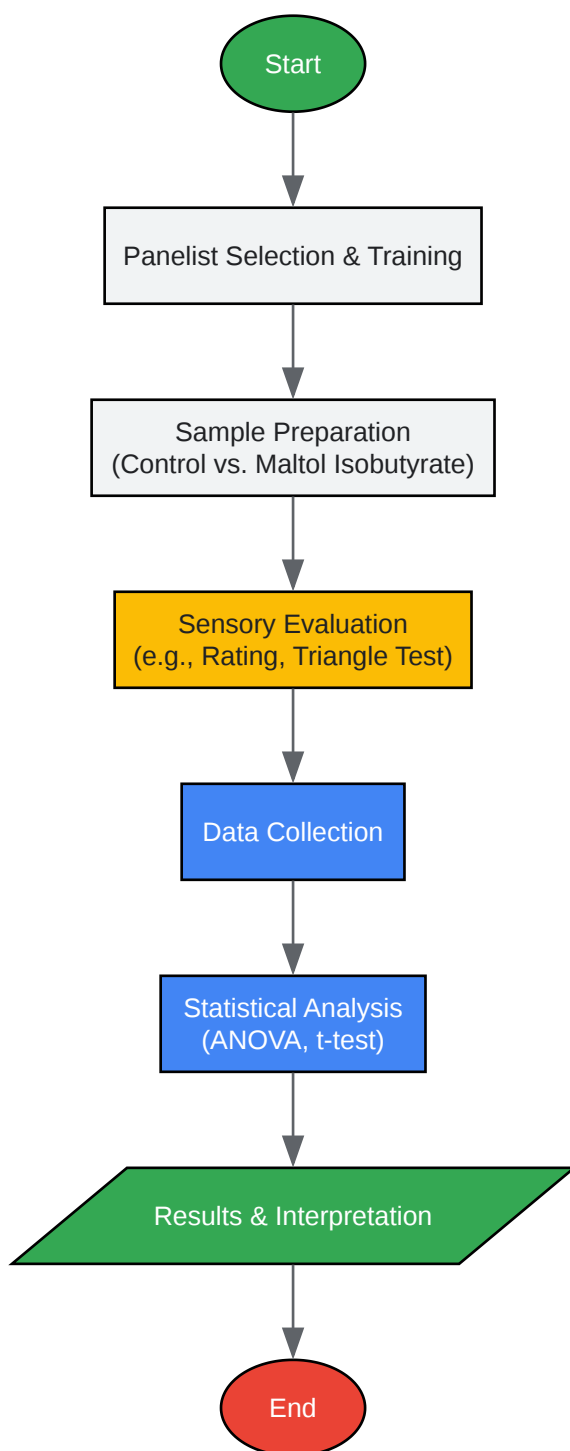 Start
Panelist Selection & Training
Sample Preparation
(Control vs. Maltol Isobutyrate)
Sensory Evaluation
(e.g., Rating, Triangle Test)
Data Collection
Statistical Analysis
(ANOVA, t-test)
Results & Interpretation
End